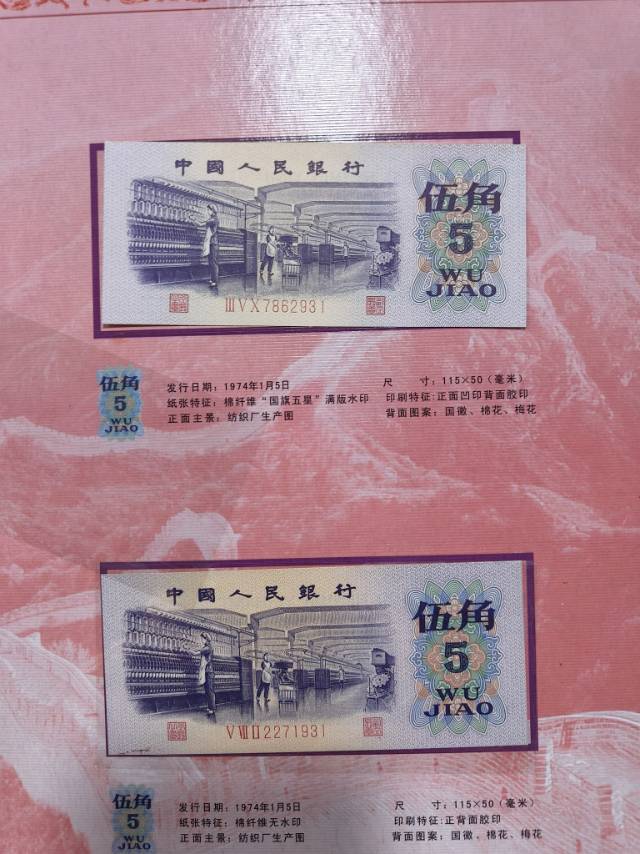 中國人民銀行
伍角
5
WU
JIAO
ⅢⅤⅩ7862931
伍角
5
WU
JIAO
发行日期：1974年1月5日
纸张特征：棉纤维“国旗五星”满版水印
正面主景：纺织厂生产图
尺 寸：115×50（毫米）
印刷特征:正面凹印背面胶印
背面图案：国徽、棉花、梅花
中國人民銀行
伍角
5
WU
JIAO
ⅤⅦⅡ2271931
伍角
5
WU
JIAO
发行日期：1974年1月5日
纸张特征：棉纤维无水印
正面主景：纺织厂生产图
尺 寸：115×50（毫米）
印刷特征:正背面胶印
背面图案：国徽、棉花、梅花